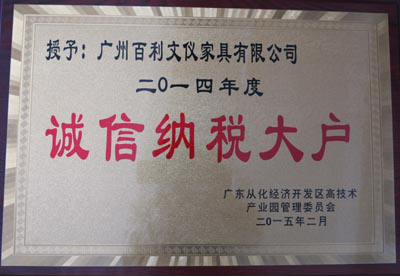 授予：广州百利文仪家具有限公司
二0一四年度
诚信纳税大户
广东从化经济开发区高技术
产业园管理委员会
二0一五年二月